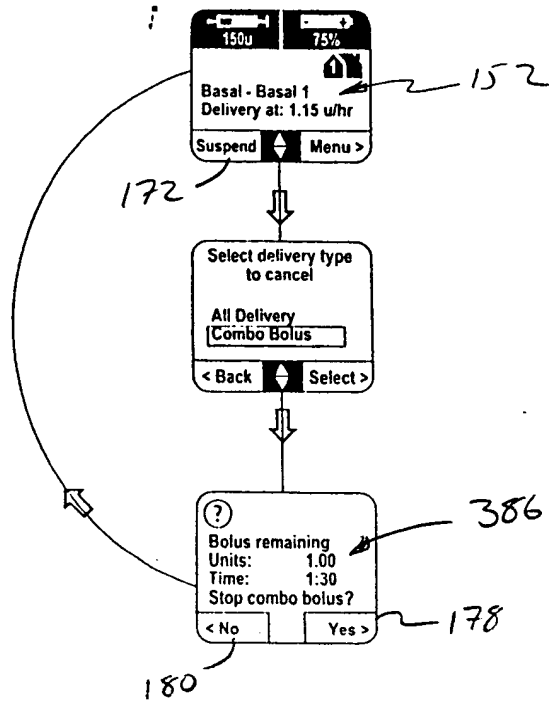 150u 75%
1
152
Basal - Basal 1
Delivery at: 1.15 u/hr
Suspend Menu >
172
Select delivery type
to cancel
All Delivery
Combo Bolus
< Back Select >
?
386
Bolus remaining
Units: 1.00
Time: 1:30
Stop combo bolus?
< No Yes >
178
180